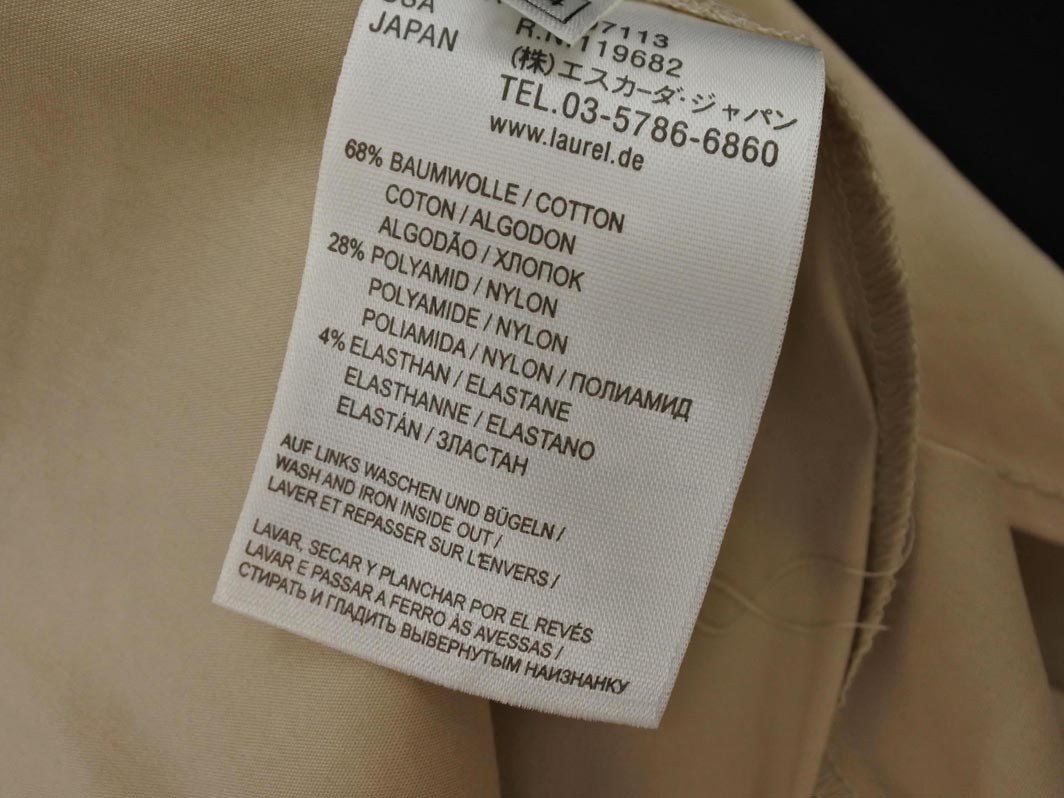 JAPAN
7113
119682
(株)エスカーダ・ジャパン
TEL.03-5786-6860
www.laurel.de
68% BAUMWOLLE / COTTON
COTON / ALGODON
ALGODÃO / ХЛОПОК
28% POLYAMID / NYLON
POLYAMIDE / NYLON
POLIAMIDA / NYLON / ПОЛИАМИД
4% ELASTHAN / ELASTANE
ELASTHANNE / ELASTANO
ELASTÁN / ЗЛАСТАН
AUF LINKS WASCHEN UND BÜGELN /
WASH AND IRON INSIDE OUT /
LAVER ET REPASSER SUR L'ENVERS /
LAVAR, SECAR Y PLANCHAR POR EL REVÉS
LAVAR E PASSAR A FERRO ÀS AVESSAS /
СТИРАТЬ И ГЛАДИТЬ ВЫВЕРНУТЫМ НАИЗНАНКУ